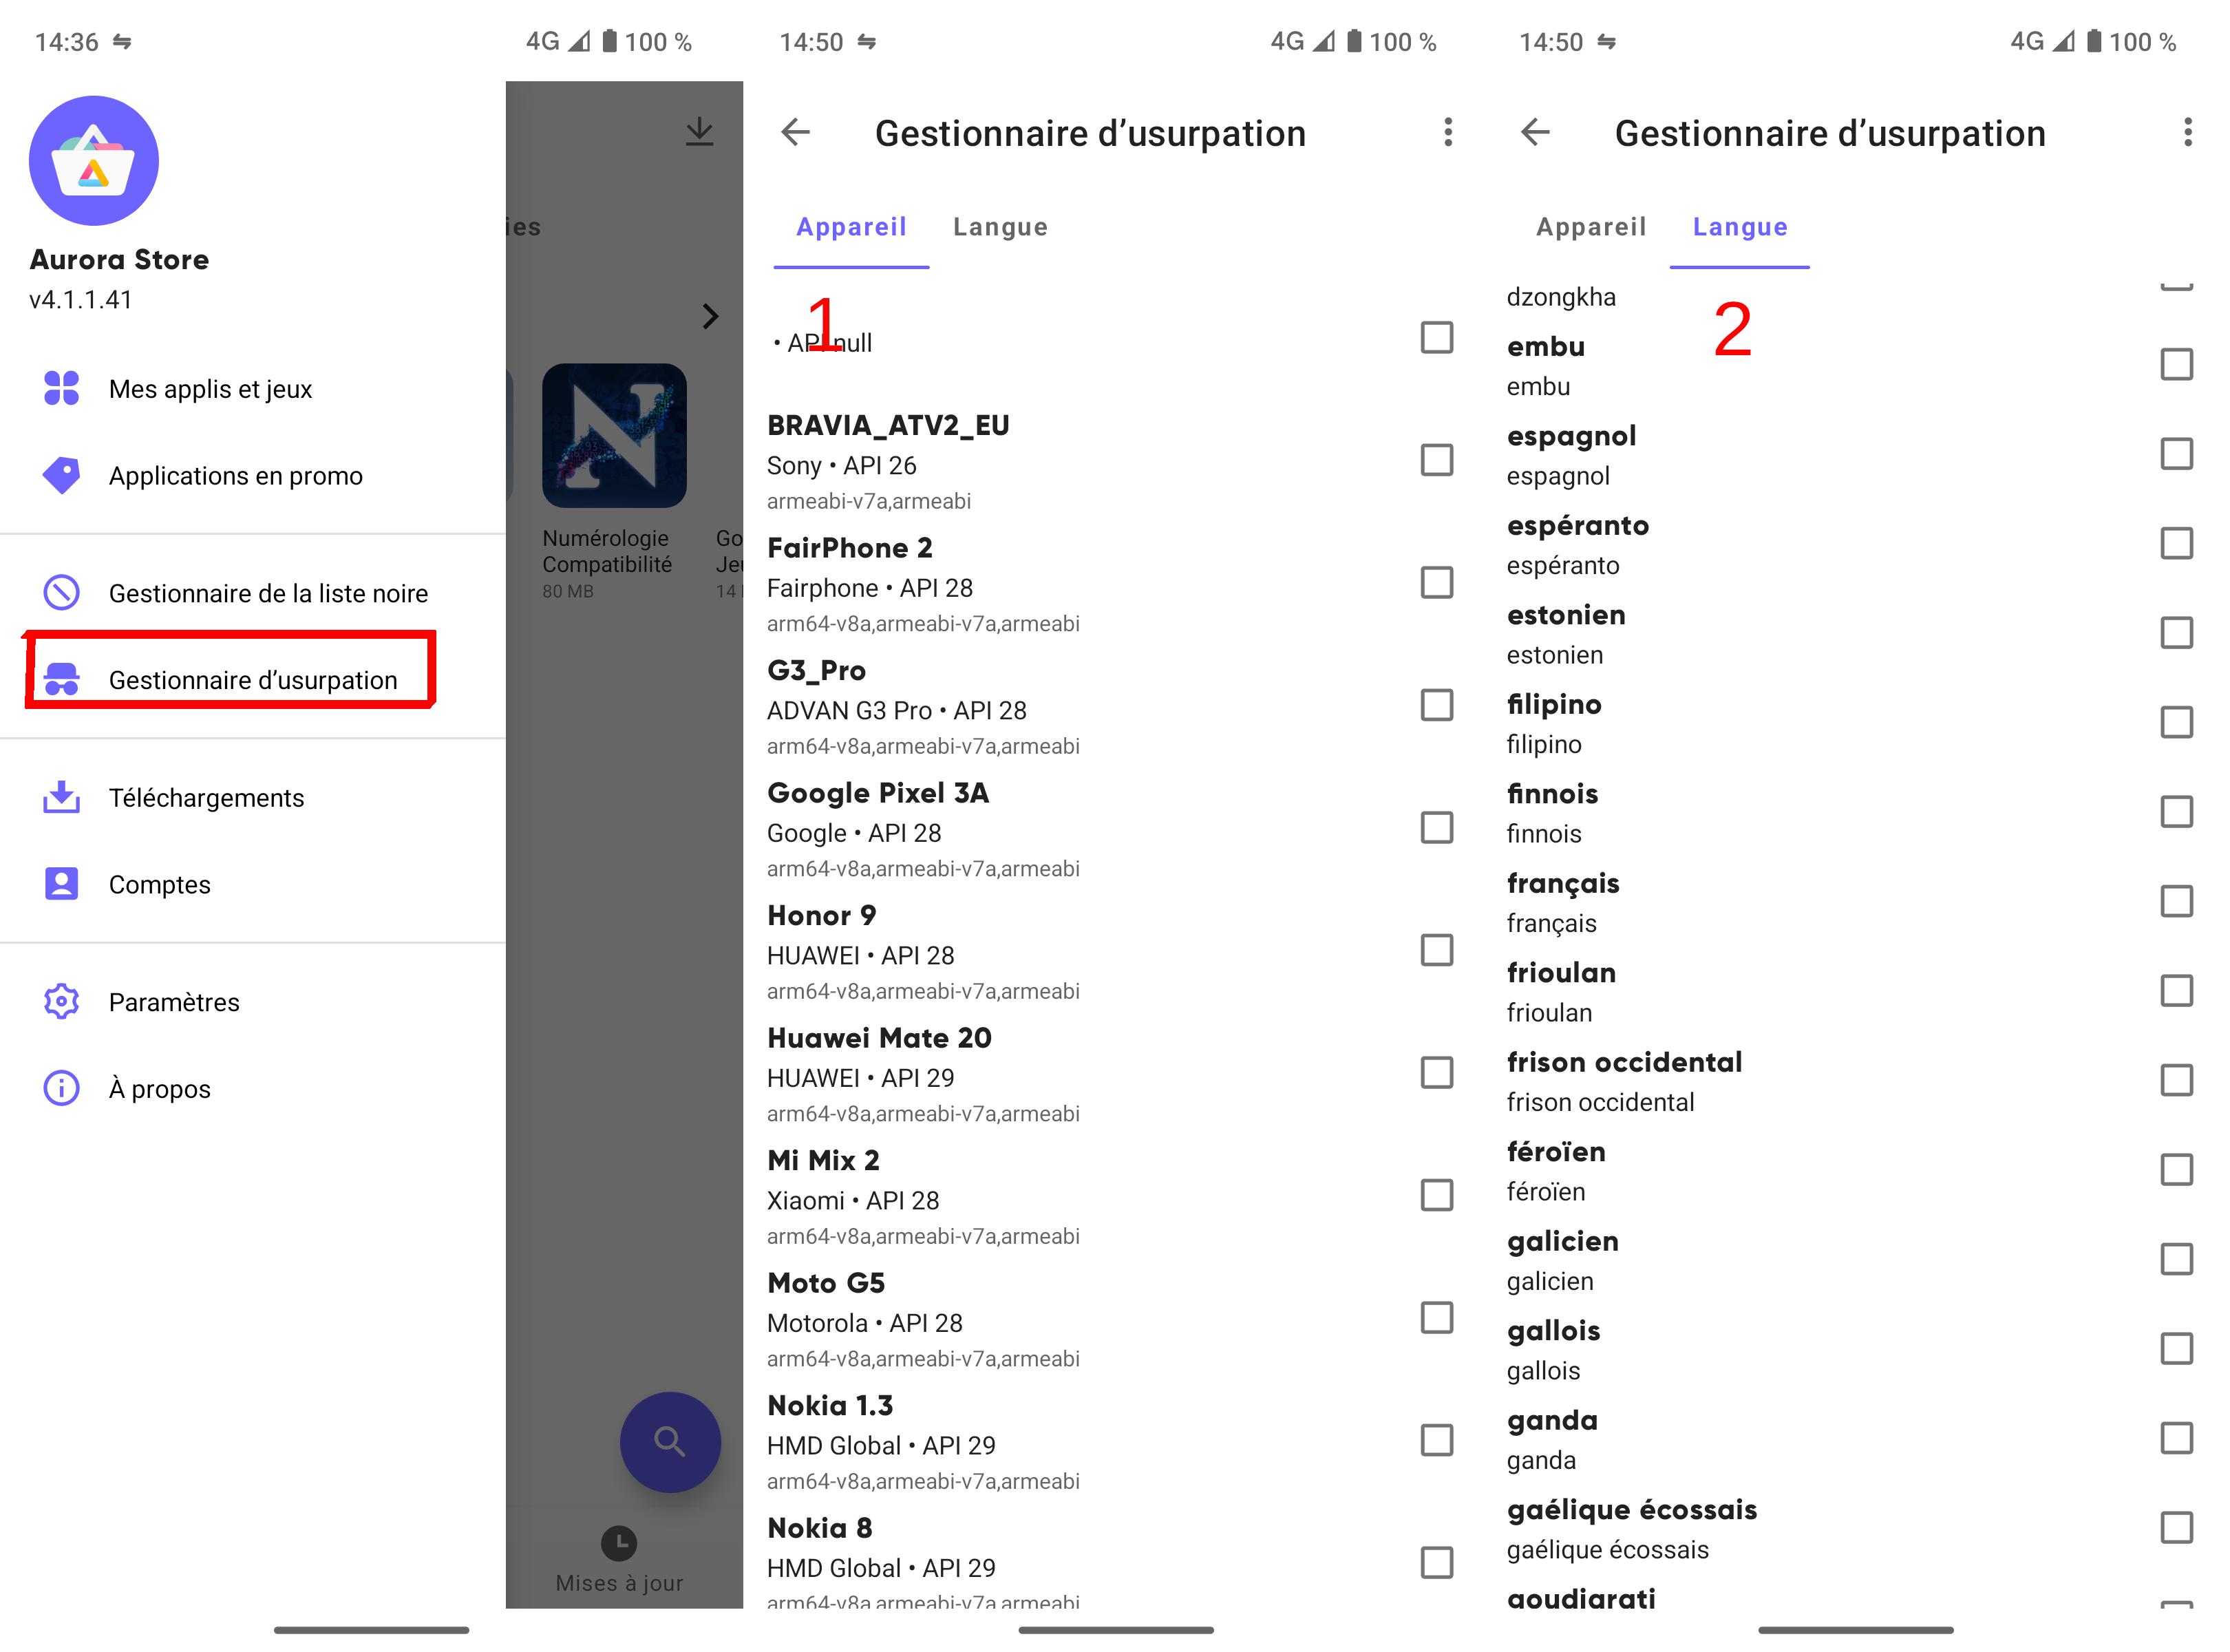 14:36
4G 100 %
Aurora Store
v4.1.1.41
Mes applis et jeux
Applications en promo
Gestionnaire de la liste noire
Gestionnaire d’usurpation
Téléchargements
Comptes
Paramètres
À propos
ies
Numérologie
Compatibilité
80 MB
Go
Jeu
14
Mises à jour
14:50
4G 100 %
Gestionnaire d’usurpation
Appareil Langue
1
• API null
BRAVIA_ATV2_EU
Sony • API 26
armeabi-v7a,armeabi
FairPhone 2
Fairphone • API 28
arm64-v8a,armeabi-v7a,armeabi
G3_Pro
ADVAN G3 Pro • API 28
arm64-v8a,armeabi-v7a,armeabi
Google Pixel 3A
Google • API 28
arm64-v8a,armeabi-v7a,armeabi
Honor 9
HUAWEI • API 28
arm64-v8a,armeabi-v7a,armeabi
Huawei Mate 20
HUAWEI • API 29
arm64-v8a,armeabi-v7a,armeabi
Mi Mix 2
Xiaomi • API 28
arm64-v8a,armeabi-v7a,armeabi
Moto G5
Motorola • API 28
arm64-v8a,armeabi-v7a,armeabi
Nokia 1.3
HMD Global • API 29
arm64-v8a,armeabi-v7a,armeabi
Nokia 8
HMD Global • API 29
arm64-v8a,armeabi-v7a,armeabi
14:50
4G 100 %
Gestionnaire d’usurpation
Appareil Langue
2
dzongkha
embu
embu
espagnol
espagnol
espéranto
espéranto
estonien
estonien
filipino
filipino
finnois
finnois
français
français
frioulan
frioulan
frison occidental
frison occidental
féroïen
féroïen
galicien
galicien
gallois
gallois
ganda
ganda
gaélique écossais
gaélique écossais
goudjarati